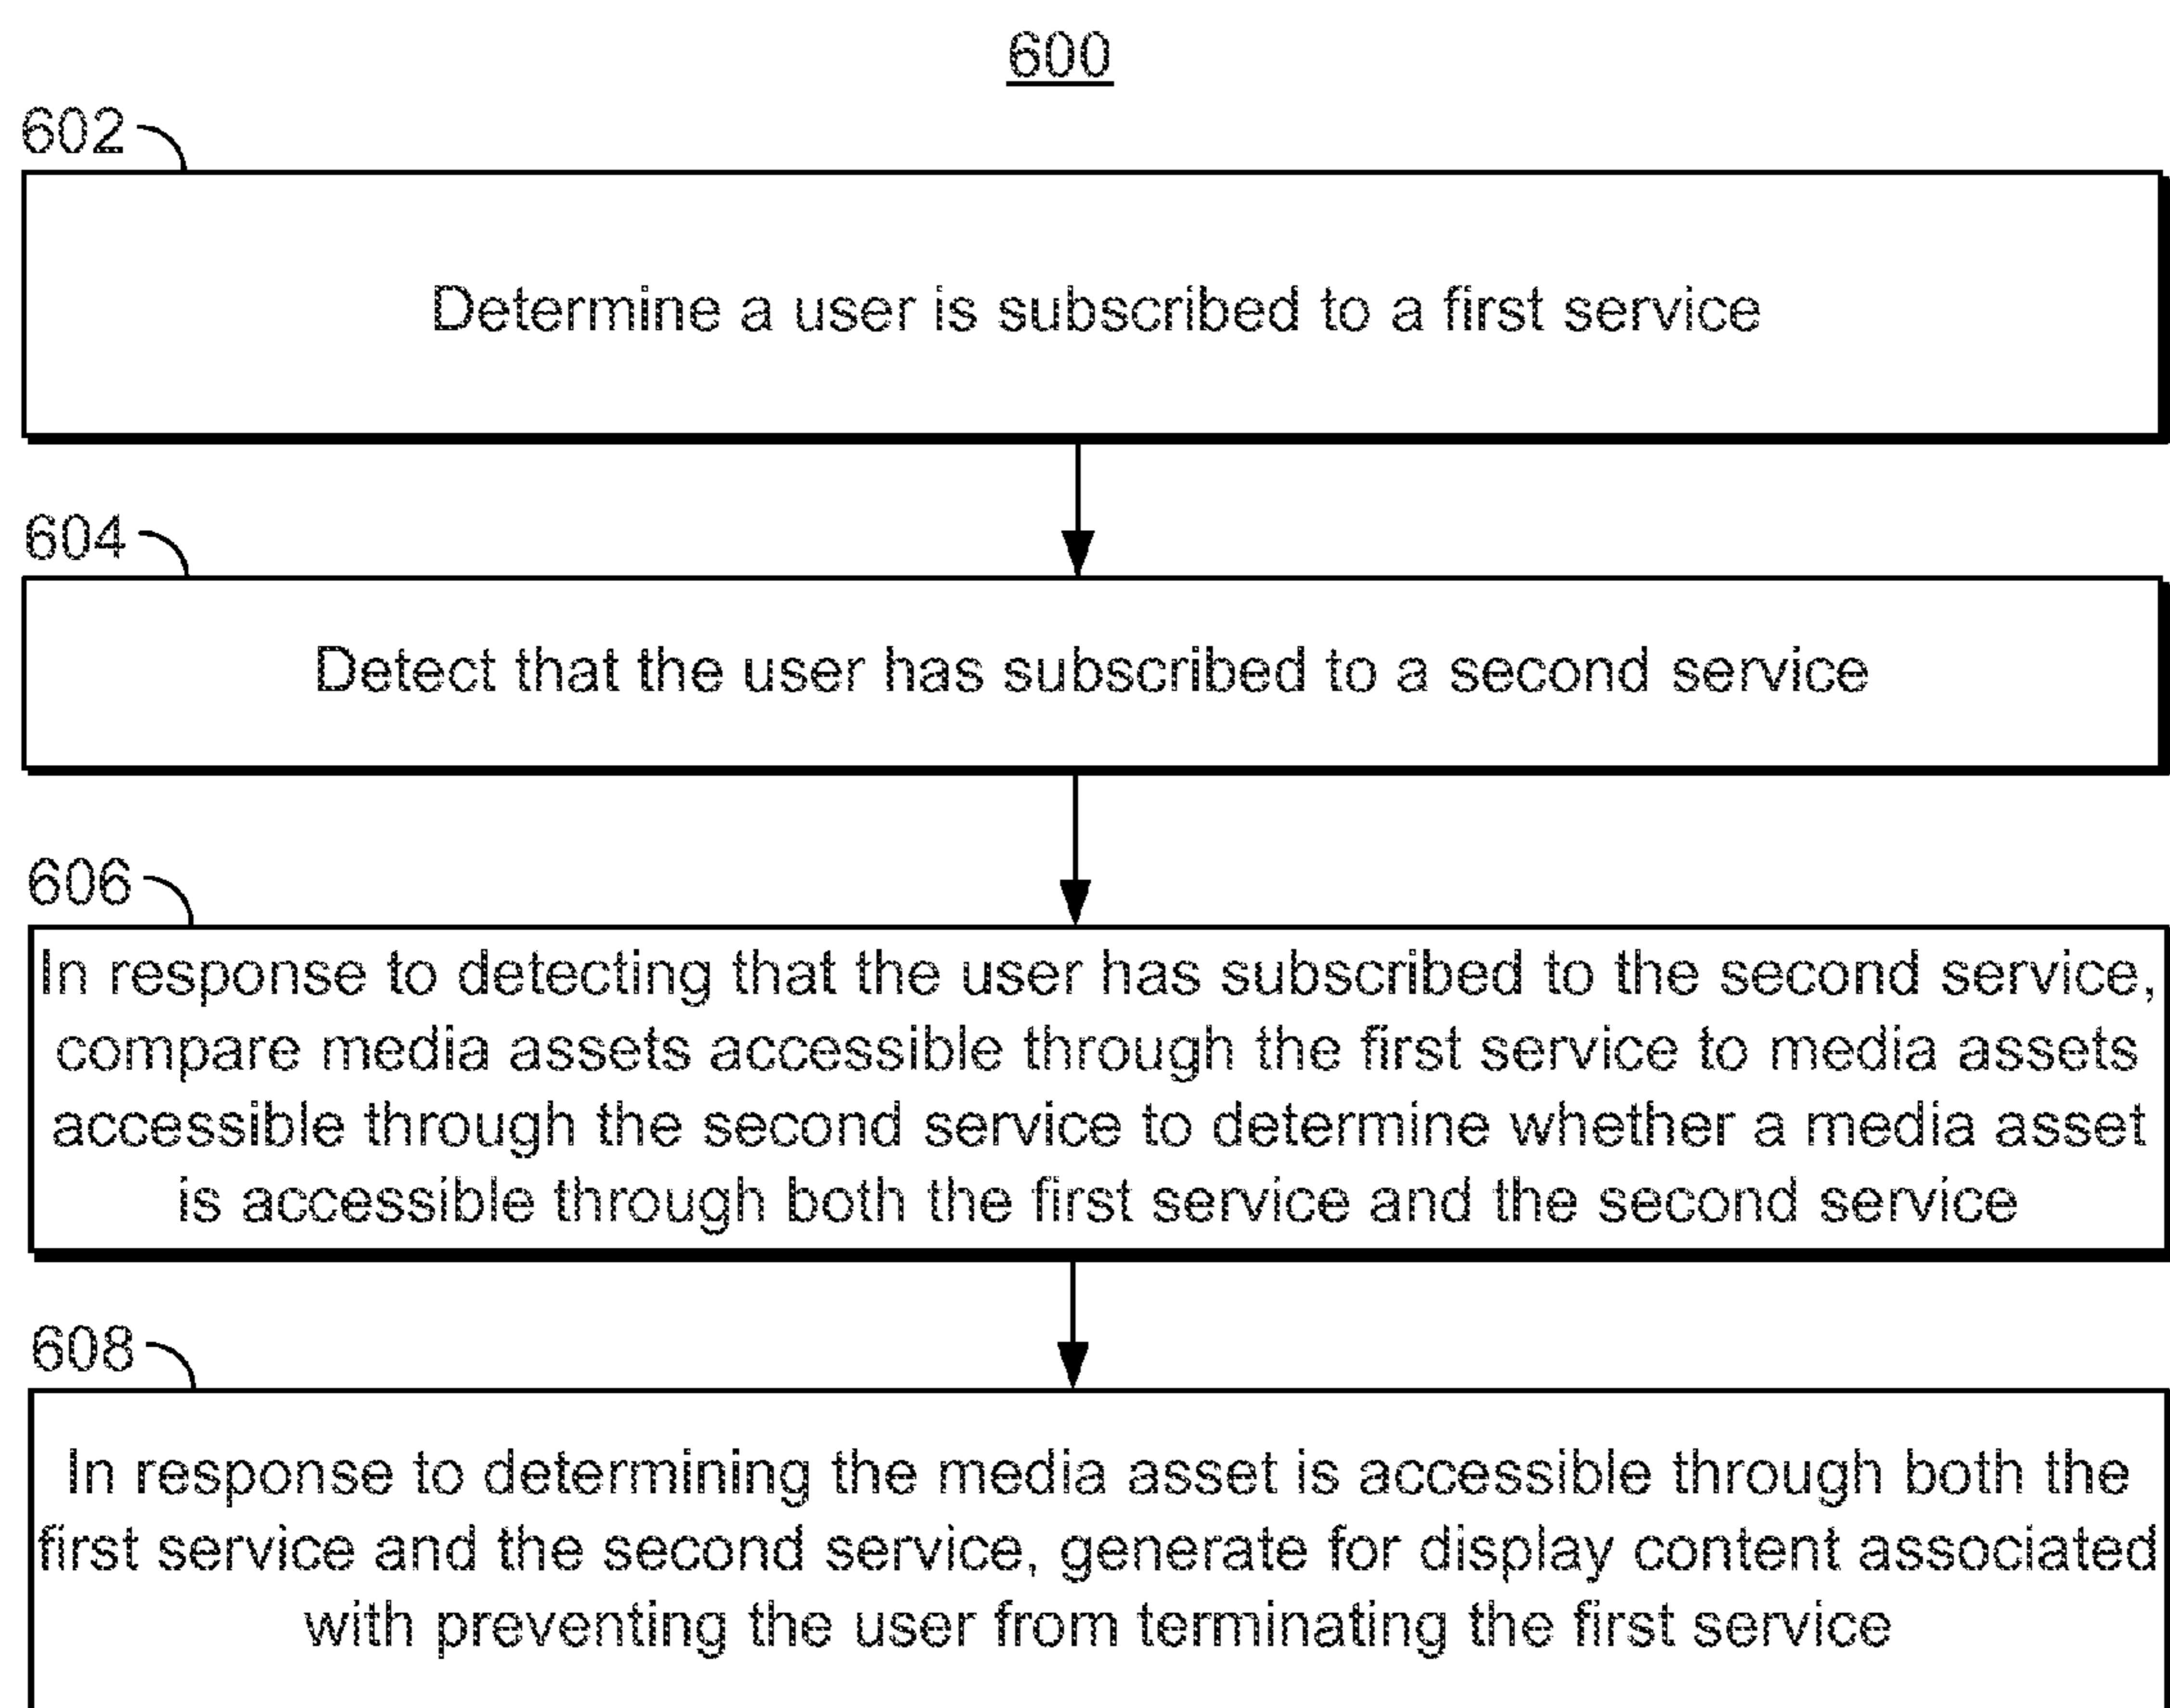 600
602
Determine a user is subscribed to a first service
604
Detect that the user has subscribed to a second service
606
In response to detecting that the user has subscribed to the second service,
compare media assets accessible through the first service to media assets
accessible through the second service to determine whether a media asset
is accessible through both the first service and the second service
608
In response to determining the media asset is accessible through both the
first service and the second service, generate for display content associated
with preventing the user from terminating the first service